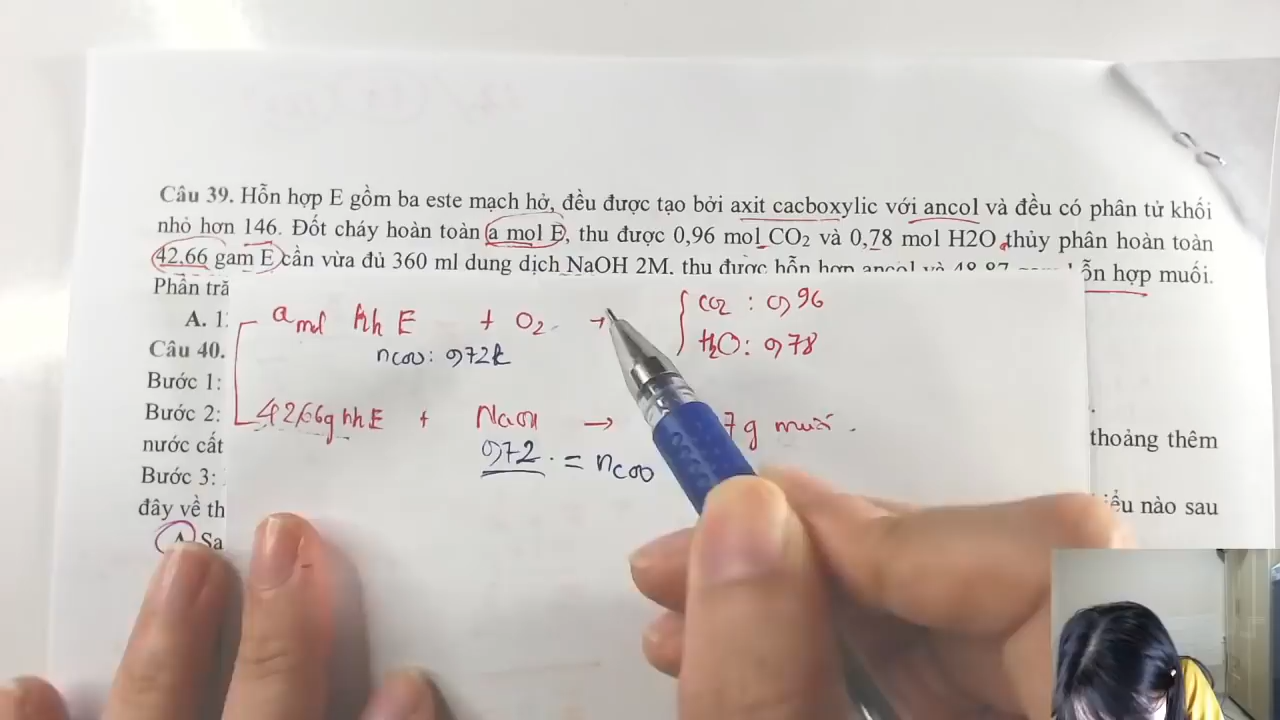 Câu 39. Hỗn hợp E gồm ba este mạch hở, đều được tạo bởi axit cacboxylic với ancol và đều có phân tử khối
nhỏ hơn 146. Đốt cháy hoàn toàn a mol E, thu được 0,96 mol CO2 và 0,78 mol H2O thủy phân hoàn toàn
42,66 gam E cần vừa đủ 360 ml dung dịch NaOH 2M. thu được hỗn hợp ancol và ỗn hợp muối.
Phần tră
A. 1
Câu 40.
Bước 1:
Bước 2: thoảng thêm
nước cất
Bước 3: iểu nào sau
đây về th
A Sa
a mol hh E + O2 → CO2 : 0,96
H2O: 0,78
nCOO: 0,72k
42,66g hh E + NaOH → 7g muối.
0,72. = nCOO